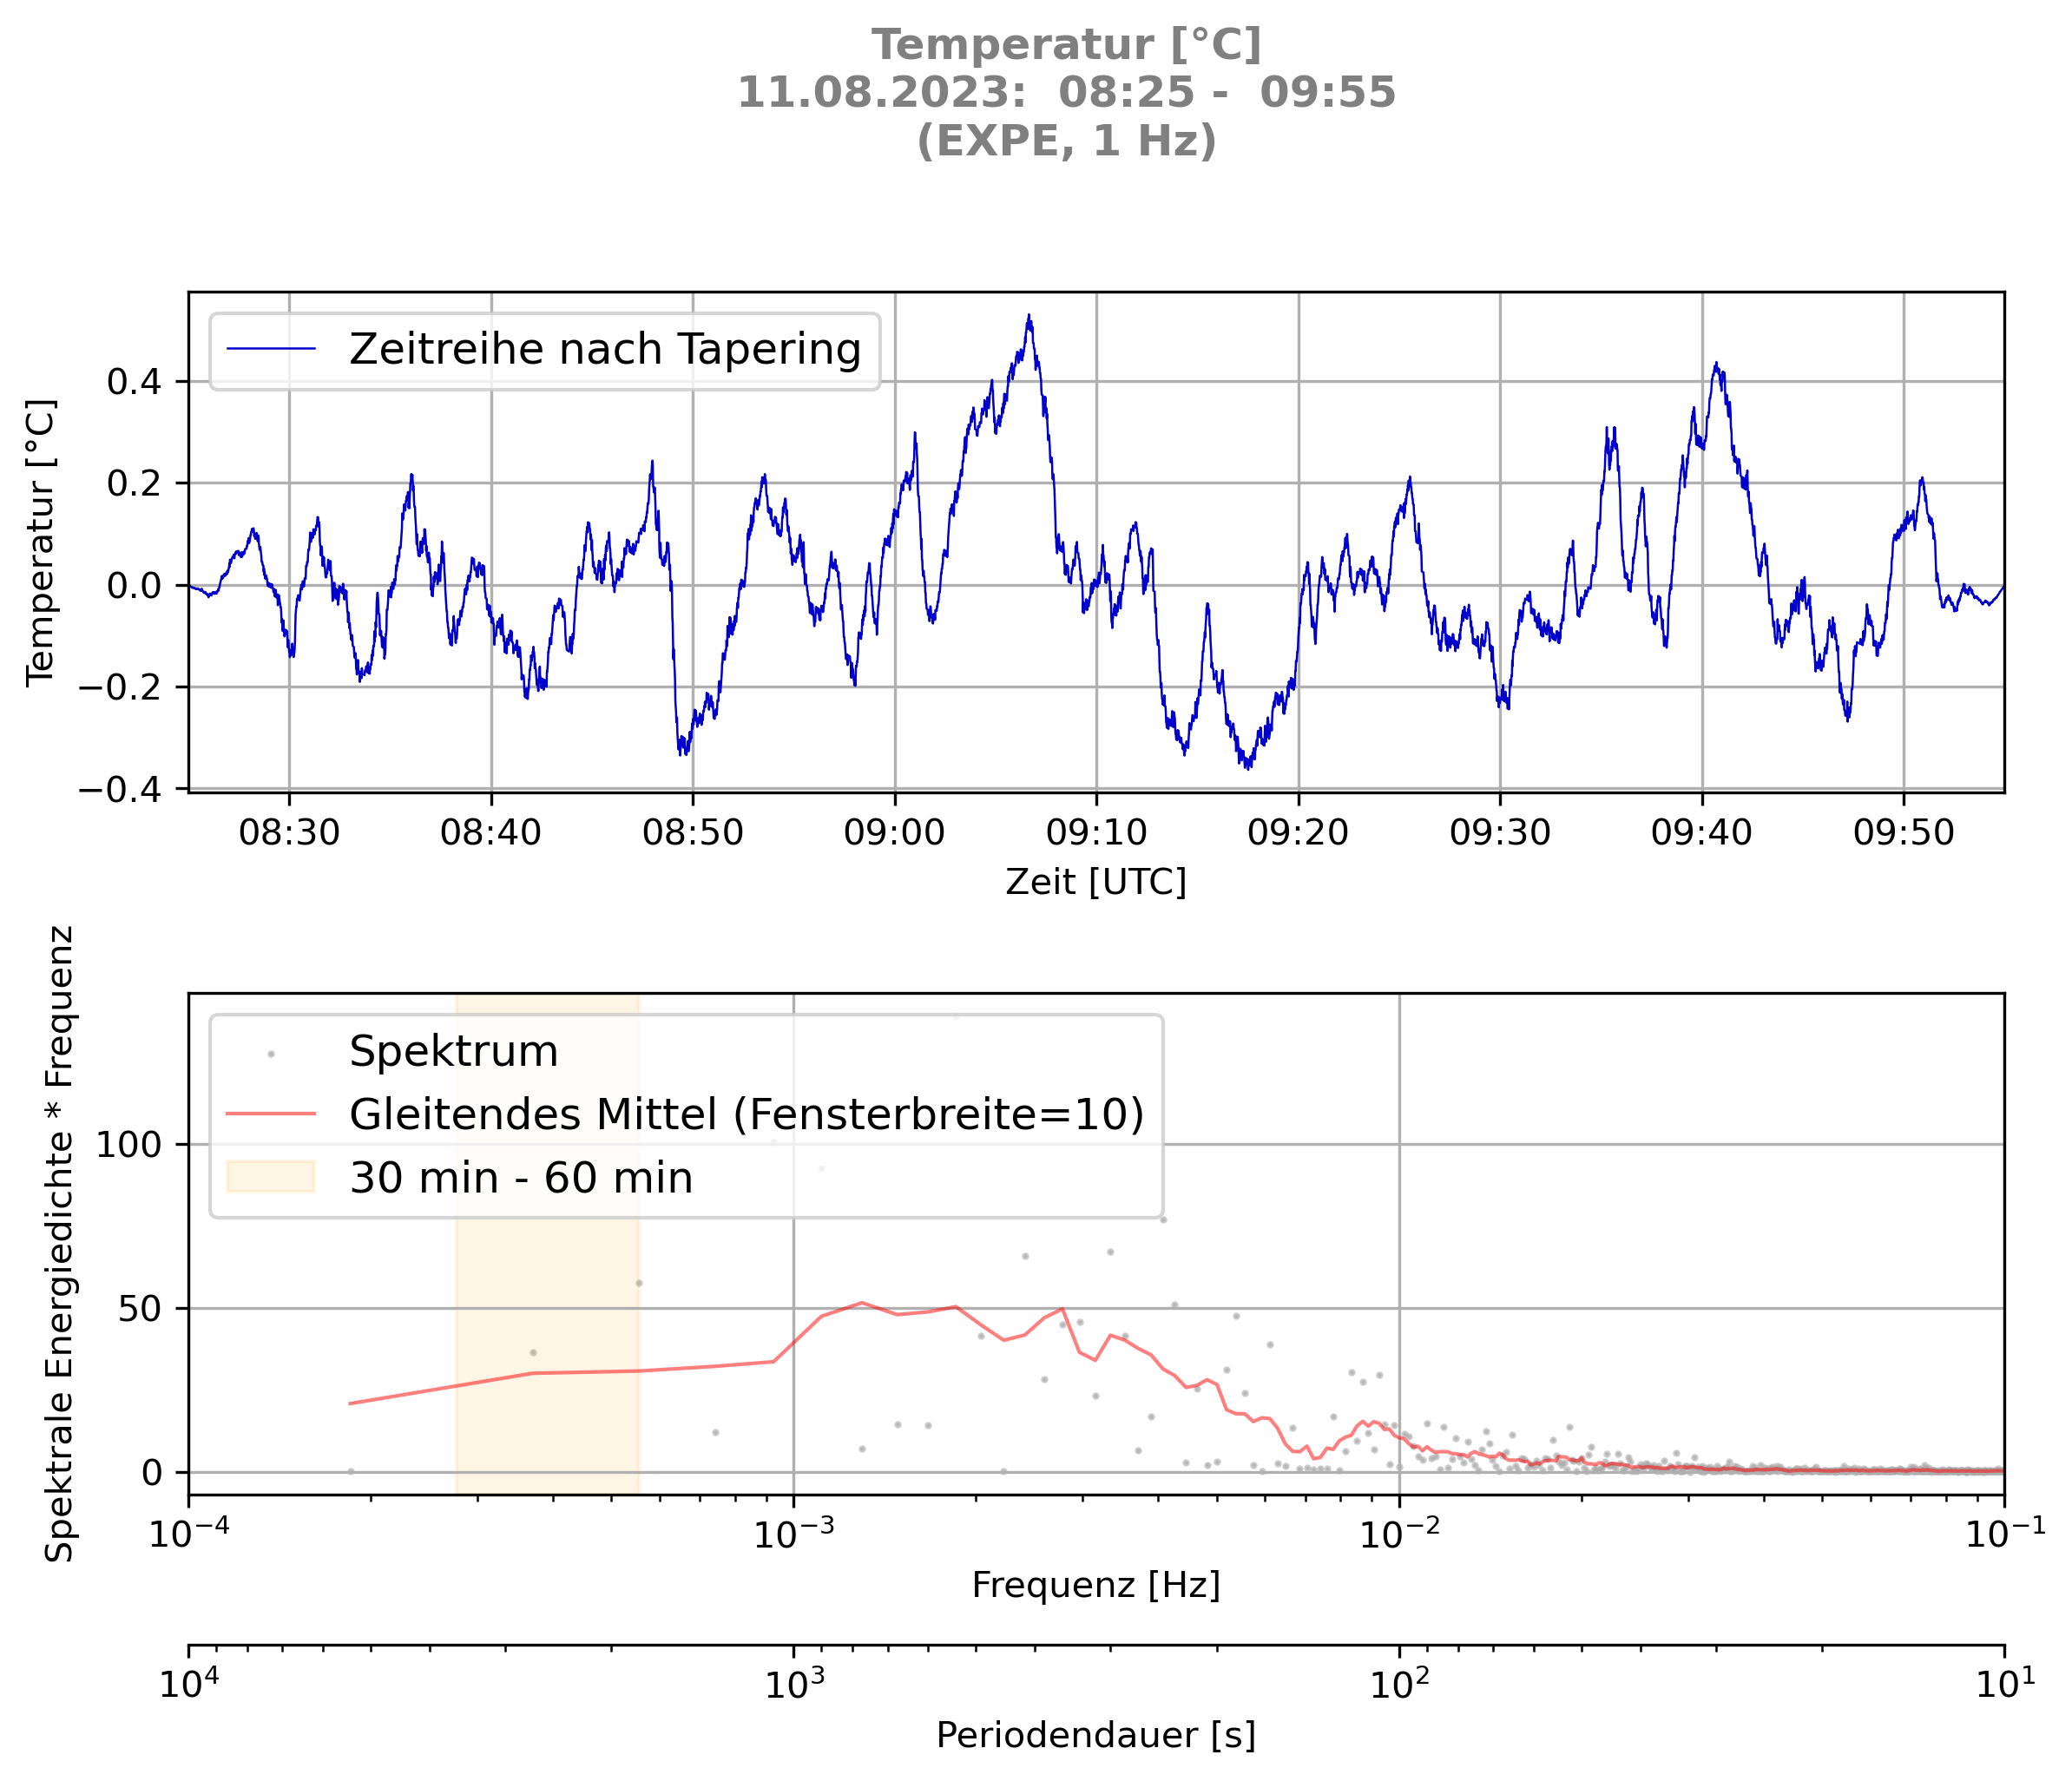 Temperatur [°C]
11.08.2023:  08:25 -  09:55
(EXPE, 1 Hz)
Zeitreihe nach Tapering
Temperatur [°C]
0.4
0.2
0.0
−0.2
−0.4
08:30 08:40 08:50 09:00 09:10 09:20 09:30 09:40 09:50
Zeit [UTC]
Spektrum
Gleitendes Mittel (Fensterbreite=10)
30 min - 60 min
Spektrale Energiedichte * Frequenz
100
50
0
10⁻⁴ 10⁻³ 10⁻² 10⁻¹
Frequenz [Hz]
10⁴ 10³ 10² 10¹
Periodendauer [s]